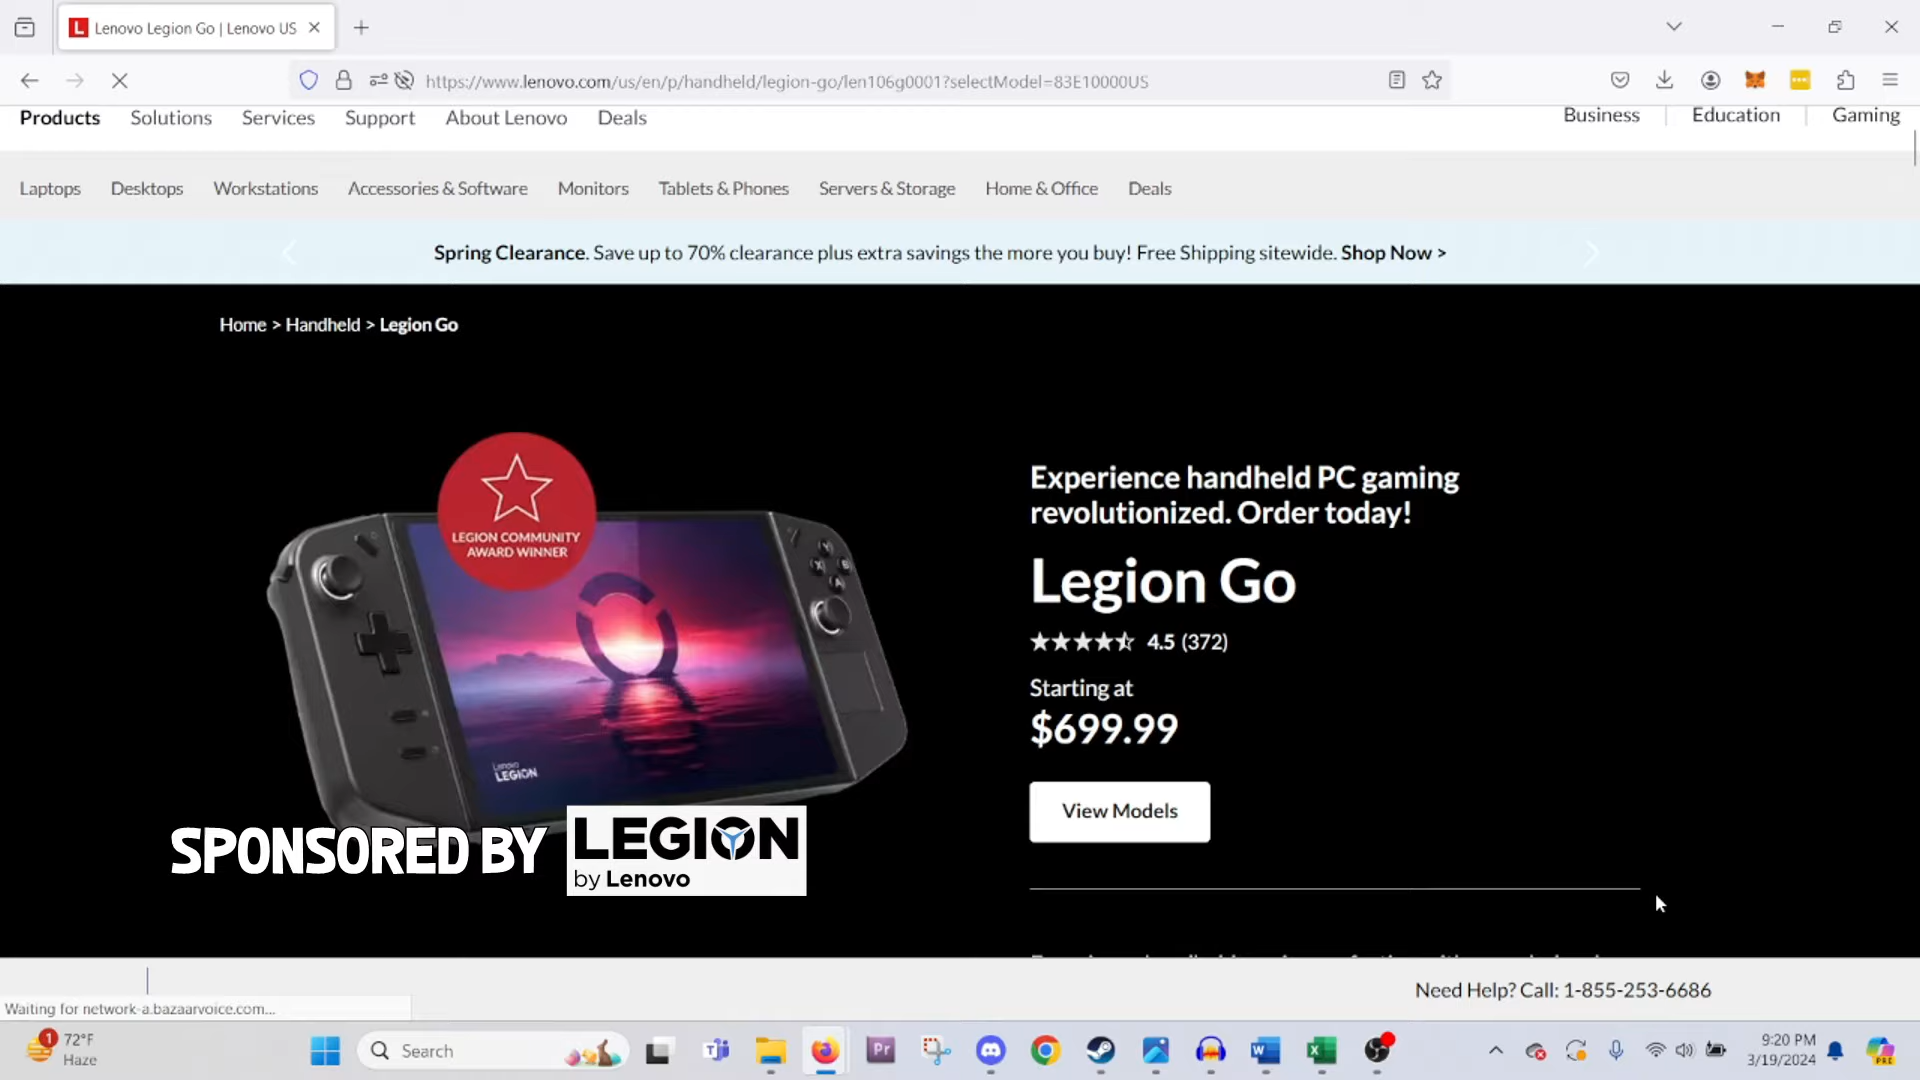 Lenovo Legion Go | Lenovo US
https://www.lenovo.com/us/en/p/handheld/legion-go/len106g0001?selectModel=83E10000US
Products Solutions Services Support About Lenovo Deals
Business Education Gaming
Laptops Desktops Workstations Accessories & Software Monitors Tablets & Phones Servers & Storage Home & Office Deals
Spring Clearance. Save up to 70% clearance plus extra savings the more you buy! Free Shipping sitewide. Shop Now >
Home > Handheld > Legion Go
LEGION COMMUNITY
AWARD WINNER
Y
X B
A
Lenovo
LEGION
Experience handheld PC gaming
revolutionized. Order today!
Legion Go
4.5 (372)
Starting at
$699.99
View Models
SPONSORED BY
LEGION
by Lenovo
Need Help? Call: 1-855-253-6686
Waiting for network-a.bazaarvoice.com...
1
72°F
Haze
Search
Pr
W
X
9:20 PM
3/19/2024
PRE